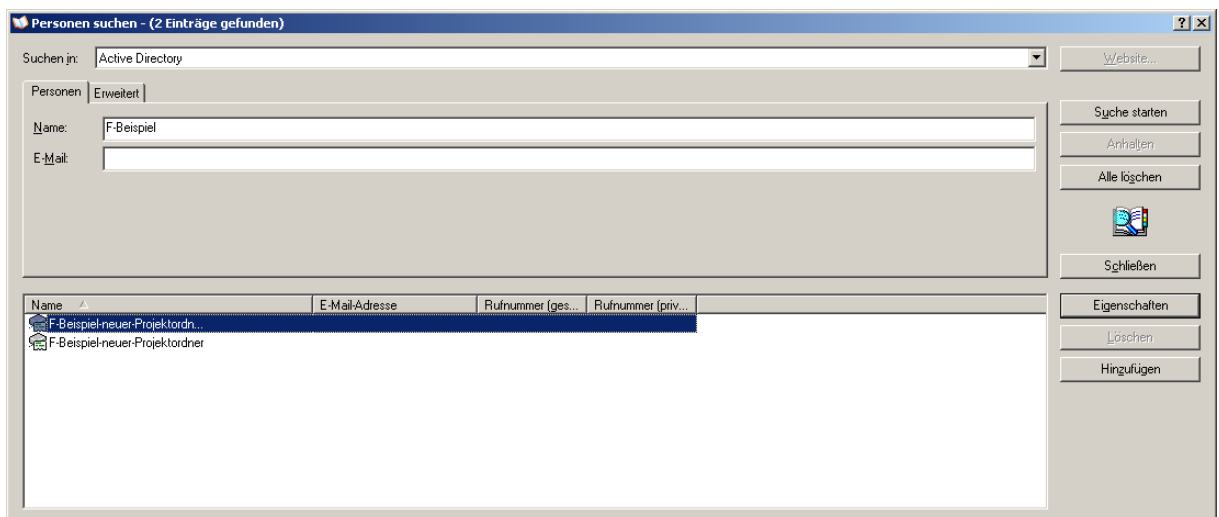 Personen suchen - (2 Einträge gefunden)
Suchen in: Active Directory
Website...
Personen Erweitert
Name: F-Beispiel
E-Mail:
Suche starten
Anhalten
Alle löschen
Schließen
Name E-Mail-Adresse Rufnummer (ges... Rufnummer (priv...
F-Beispiel-neuer-Projektordn...
F-Beispiel-neuer-Projektordner
Eigenschaften
Löschen
Hinzufügen